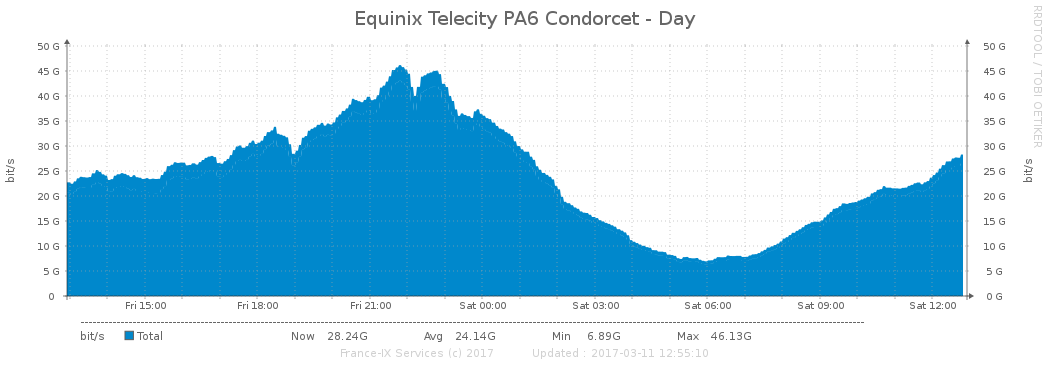 Equinix Telecity PA6 Condorcet - Day
RRDTOOL / TOBI OETIKER
50 G 50 G
45 G 45 G
40 G 40 G
35 G 35 G
30 G 30 G
25 G 25 G
20 G 20 G
15 G 15 G
10 G 10 G
5 G 5 G
0 0 G
bit/s bit/s
Fri 15:00 Fri 18:00 Fri 21:00 Sat 00:00 Sat 03:00 Sat 06:00 Sat 09:00 Sat 12:00
bit/s Total Now 28.24G Avg 24.14G Min 6.89G Max 46.13G
France-IX Services (c) 2017 Updated : 2017-03-11 12:55:10